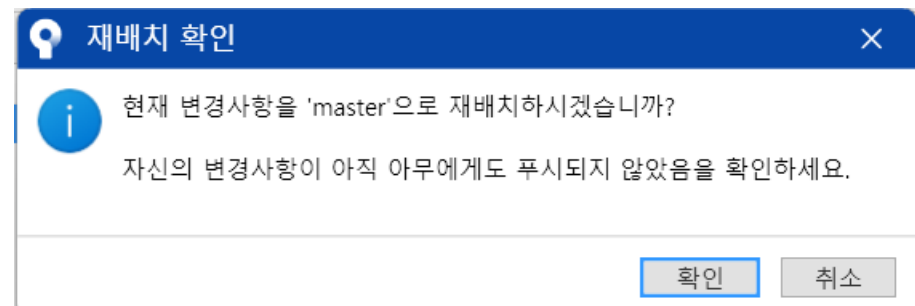 재배치 확인
현재 변경사항을 'master'으로 재배치하시겠습니까?
자신의 변경사항이 아직 아무에게도 푸시되지 않았음을 확인하세요.
확인
취소